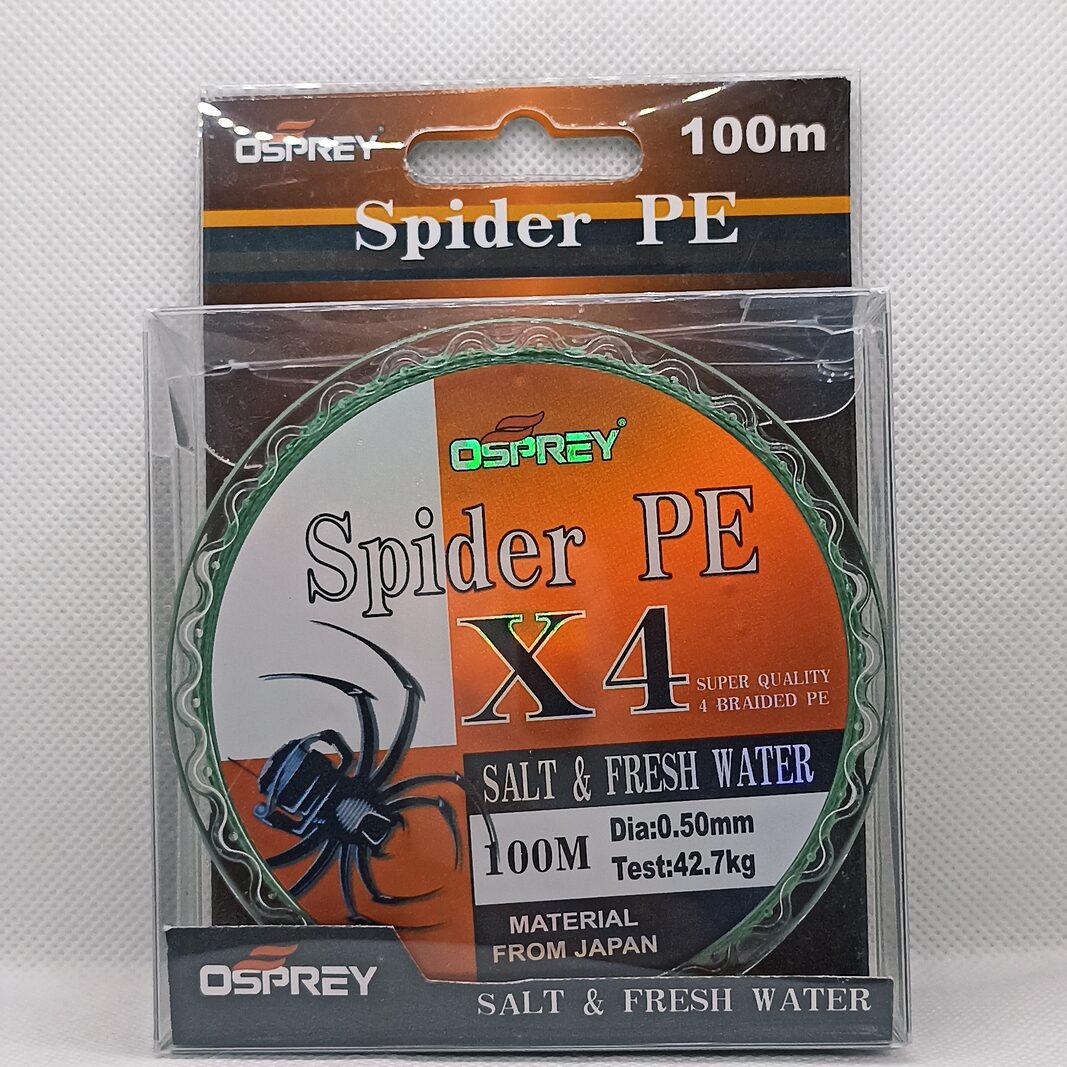 OSPREY®
100m
Spider PE
OSPREY®
Spider PE
X4
SUPER QUALITY
4 BRAIDED PE
SALT & FRESH WATER
100M
Dia:0.50mm
Test:42.7kg
MATERIAL
FROM JAPAN
OSPREY
SALT & FRESH WATER